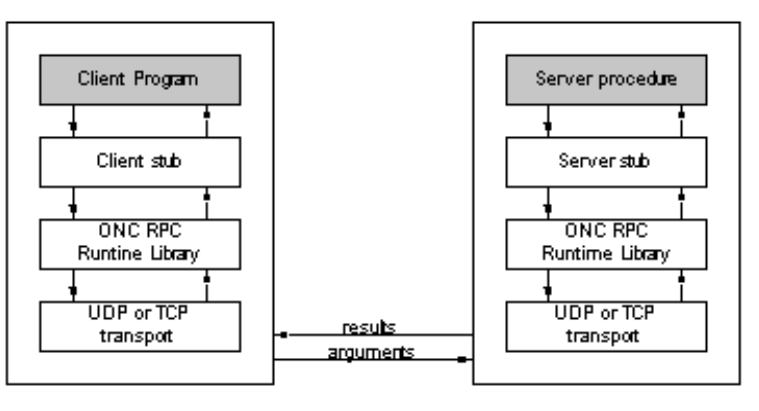 Client Program
Client stub
ONC RPC
Runtine Library
UDP or TCP
transport
results
arguments
Server procedure
Server stub
ONC RPC
Runtime Library
UDP or TCP
transport